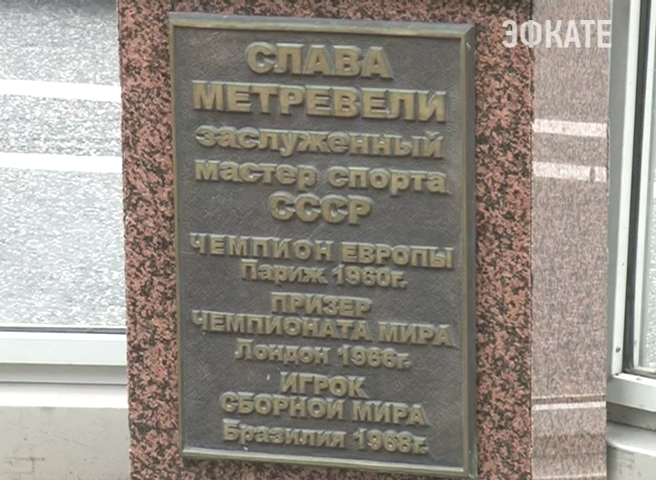 ЭФКАТЕ
СЛАВА
МЕТРЕВЕЛИ
заслуженный
мастер спорта
СССР
ЧЕМПИОН ЕВРОПЫ
Париж 1960г.
ПРИЗЕР
ЧЕМПИОНАТА МИРА
Лондон 1966г.
ИГРОК
СБОРНОЙ МИРА
Бразилия 1968г.